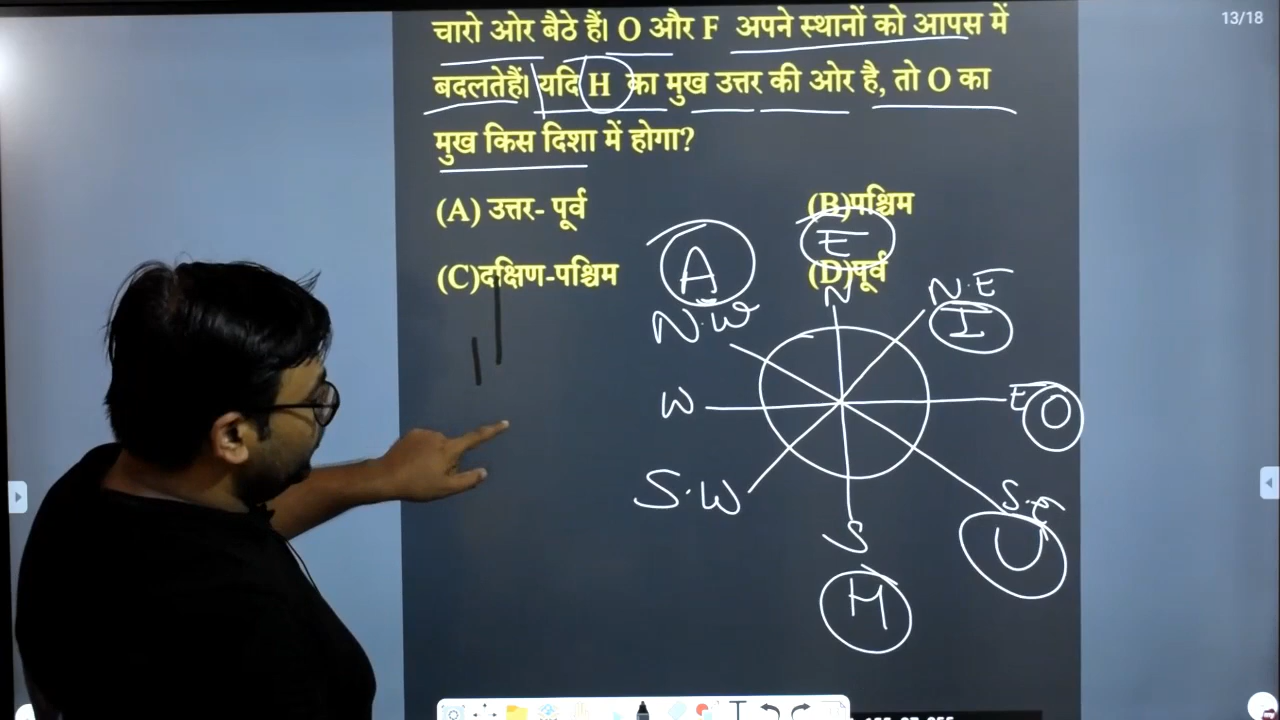 13/18
चारो ओर बैठे हैं। O और F अपने स्थानों को आपस में
बदलतेहैं। यदि H का मुख उत्तर की ओर है, तो O का
मुख किस दिशा में होगा?
(A) उत्तर- पूर्व
(B)पश्चिम
(C)दक्षिण-पश्चिम
(D)पूर्व
A
E
N
N.E
N.W
I
W
E
O
S.W
S.E
U
S
H